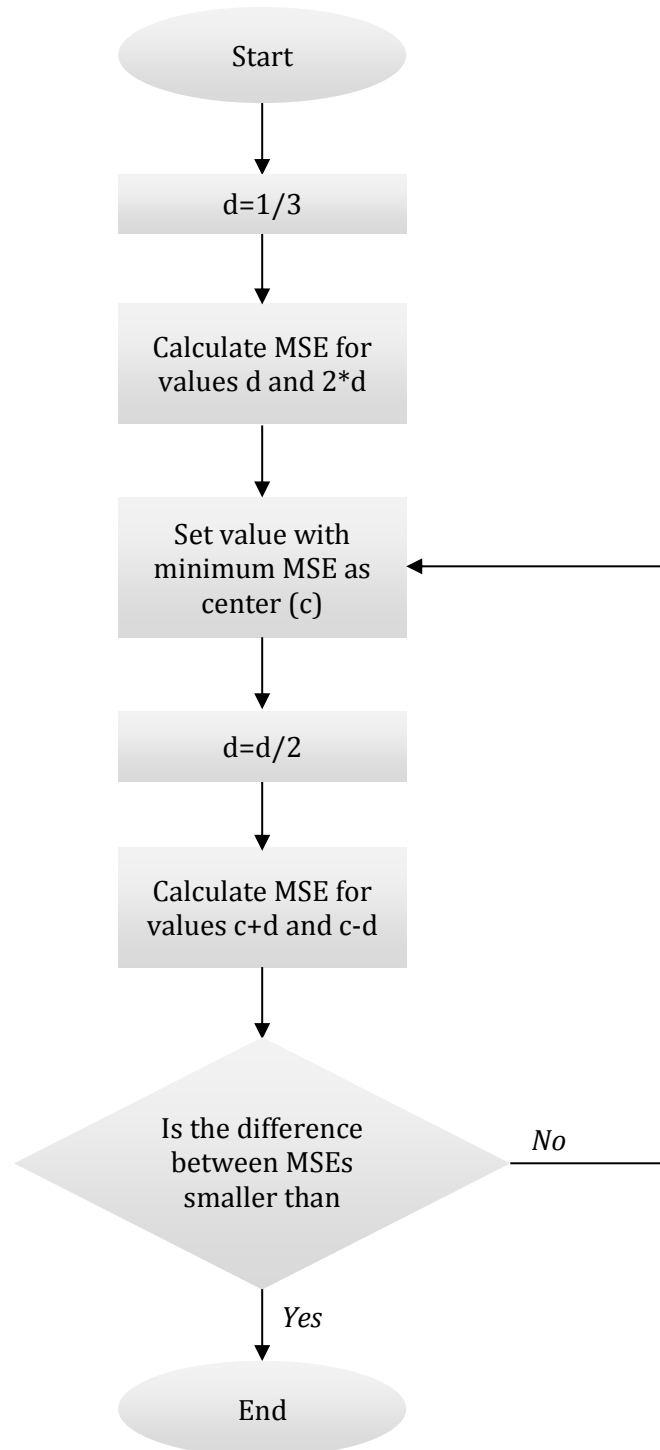 Start
d=1/3
Calculate MSE for
values d and 2*d
Set value with
minimum MSE as
center (c)
d=d/2
Calculate MSE for
values c+d and c-d
Is the difference
between MSEs
smaller than
No
Yes
End